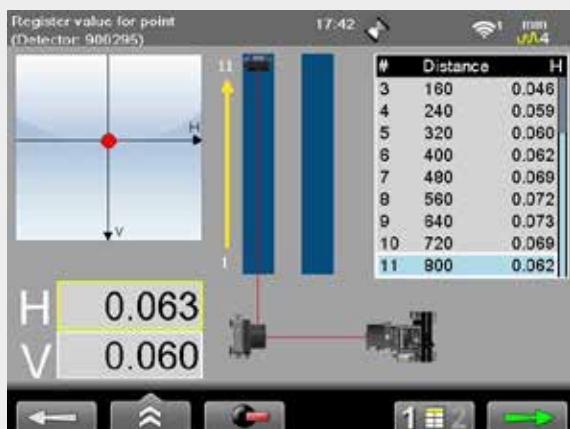 Register value for point
(Detector: 900295)
17:42
1
mm
4
H
V
11
1
# Distance H
3 160 0.046
4 240 0.059
5 320 0.060
6 400 0.062
7 480 0.069
8 560 0.072
9 640 0.073
10 720 0.069
11 800 0.062
H 0.063
V 0.060
1 2